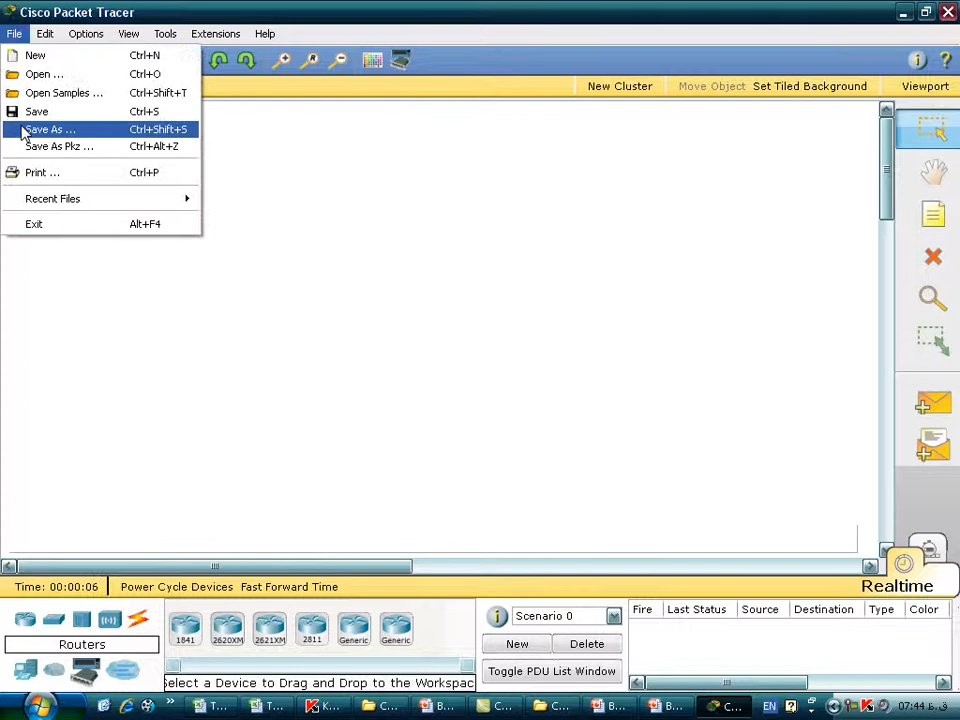 Cisco Packet Tracer
File Edit Options View Tools Extensions Help
New Ctrl+N
Open ... Ctrl+O
Open Samples ... Ctrl+Shift+T
Save Ctrl+S
Save As ... Ctrl+Shift+S
Save As Pkz ... Ctrl+Alt+Z
Print ... Ctrl+P
Recent Files
Exit Alt+F4
New Cluster Move Object Set Tiled Background Viewport
Time: 00:00:06 Power Cycle Devices Fast Forward Time
Realtime
Routers
1841 2620XM 2621XM 2811 Generic Generic
Select a Device to Drag and Drop to the Workspac
Scenario 0
New Delete
Toggle PDU List Window
Fire Last Status Source Destination Type Color
T... T... K... C... B... C... C... B... B... C... EN 07:44 ق.ظ